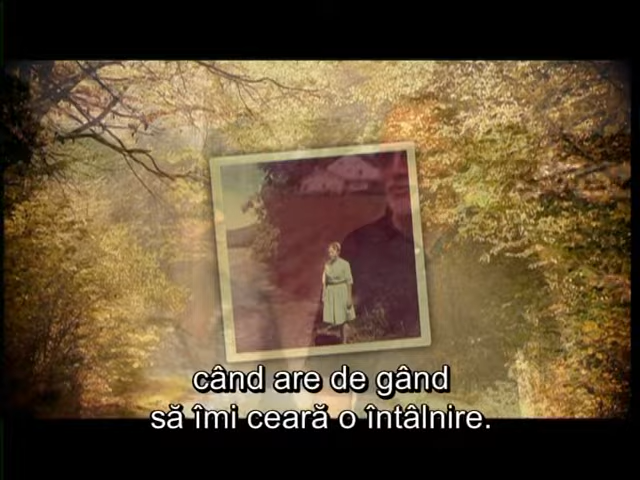 când are de gând
să îmi ceară o întâlnire.